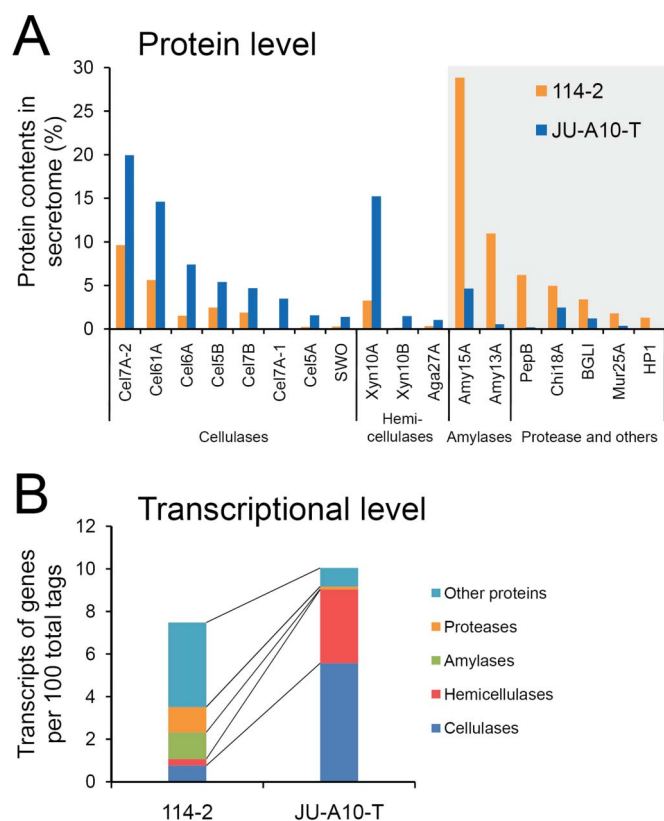 A
Protein level
Protein contents in
secretome (%)
30
25
20
15
10
5
0
114-2
JU-A10-T
Cel7A-2
Cel61A
Cel6A
Cel5B
Cel7B
Cel7A-1
Cel5A
SWO
Xyn10A
Xyn10B
Aga27A
Amy15A
Amy13A
PepB
Chi18A
BGLI
Mur25A
HP1
Cellulases
Hemi-
cellulases
Amylases
Protease and others
B
Transcriptional level
Transcripts of genes
per 100 total tags
12
10
8
6
4
2
0
114-2
JU-A10-T
Other proteins
Proteases
Amylases
Hemicellulases
Cellulases